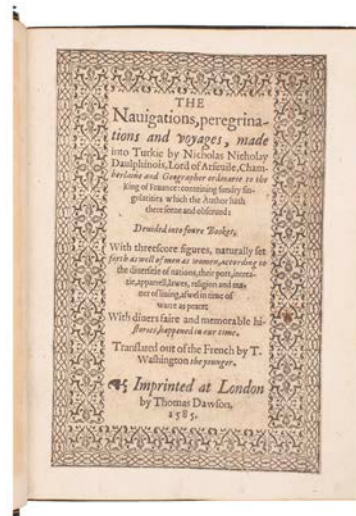 THE
Nauigations, peregrina-
tions and voyages, made
into Turkie by Nicholas Nicholay
Daulphinois, Lord of Arfeuile, Cham-
berlaine and Geographer ordinarie to the
King of Fraunce: conteining sundry sin-
gularities which the Author hath
there seene and obserued:
Deuided into foure Bookes,
With threescore figures, naturally set
forth as well of men as women, according to
the diuersitie of nations, their port, intrea-
tie, apparrell, lawes, religion and ma-
ner of liuing, aswel in time of
warre as peace:
With diuers faire and memorable hi-
stories, happened in our time.
Translated out of the French by T.
Washington the younger.
Imprinted at London
by Thomas Dawson,
1585.